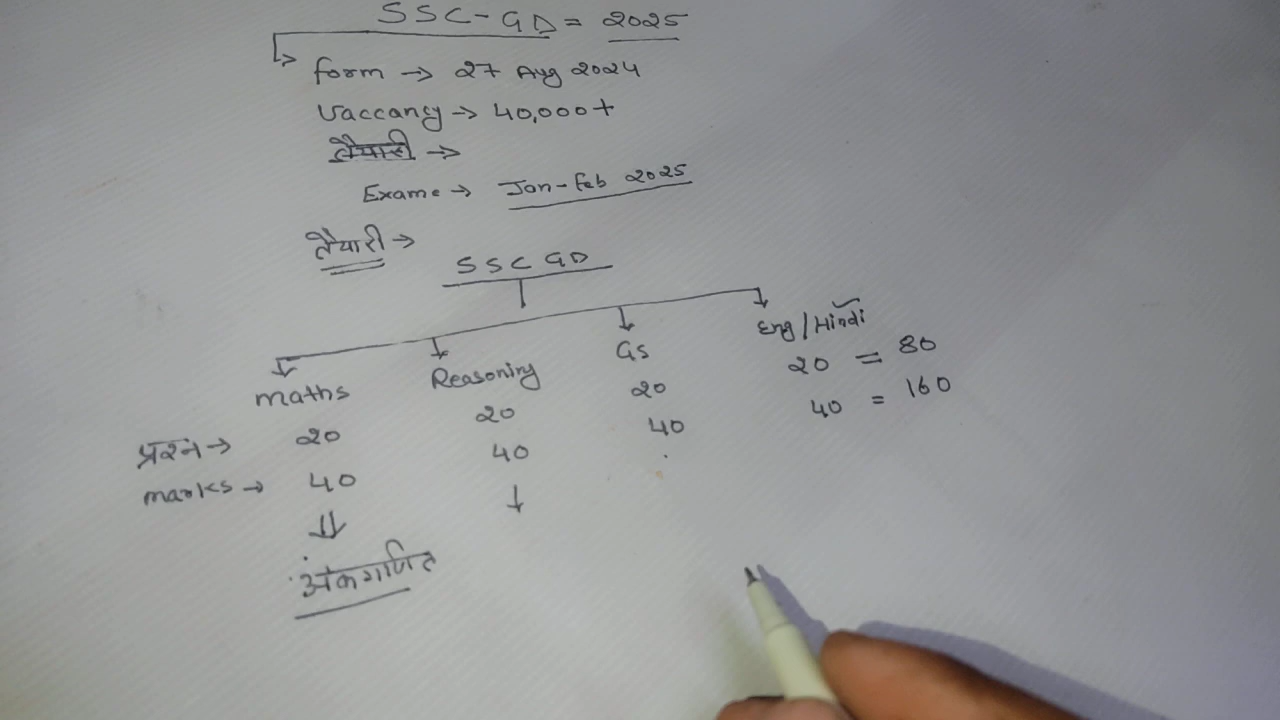 SSC-GD = 2025
form → 27 Aug 2024
Vaccancy → 40,000+
तैयारी →
Exame → Jan-Feb 2025
तैयारी →
SSC GD
maths Reasoning GS Eng/Hindi
प्रश्न → 20 20 20 20 = 80
marks → 40 40 40 40 = 160
अंकगणित